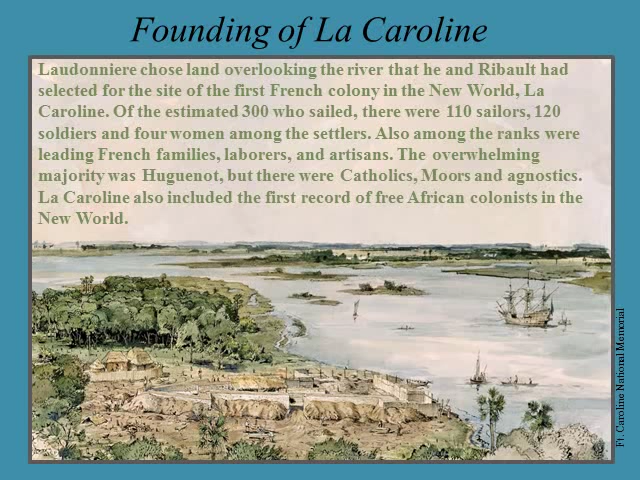 Founding of La Caroline
Laudonniere chose land overlooking the river that he and Ribault had
selected for the site of the first French colony in the New World, La
Caroline. Of the estimated 300 who sailed, there were 110 sailors, 120
soldiers and four women among the settlers. Also among the ranks were
leading French families, laborers, and artisans. The overwhelming
majority was Huguenot, but there were Catholics, Moors and agnostics.
La Caroline also included the first record of free African colonists in the
New World.
Ft. Caroline National Memorial